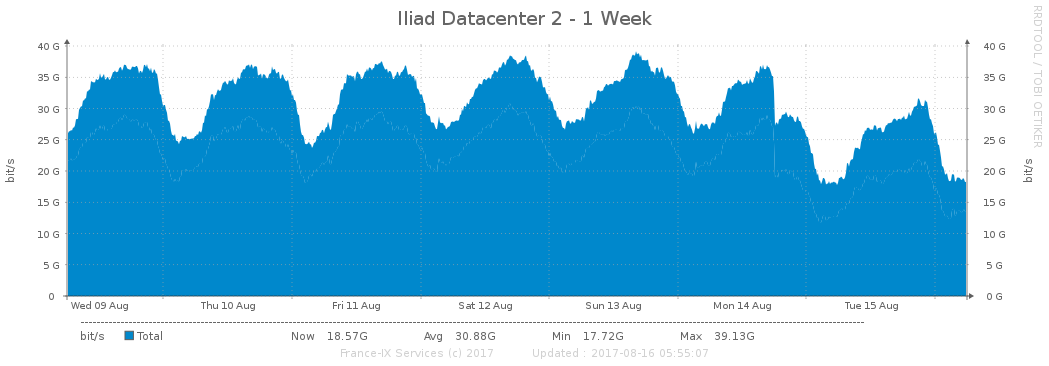 Iliad Datacenter 2 - 1 Week
RRDTOOL / TOBI OETIKER
40 G 40 G
35 G 35 G
30 G 30 G
25 G 25 G
20 G 20 G
15 G 15 G
10 G 10 G
5 G 5 G
0 0 G
bit/s bit/s
Wed 09 Aug Thu 10 Aug Fri 11 Aug Sat 12 Aug Sun 13 Aug Mon 14 Aug Tue 15 Aug
bit/s Total Now 18.57G Avg 30.88G Min 17.72G Max 39.13G
France-IX Services (c) 2017 Updated : 2017-08-16 05:55:07